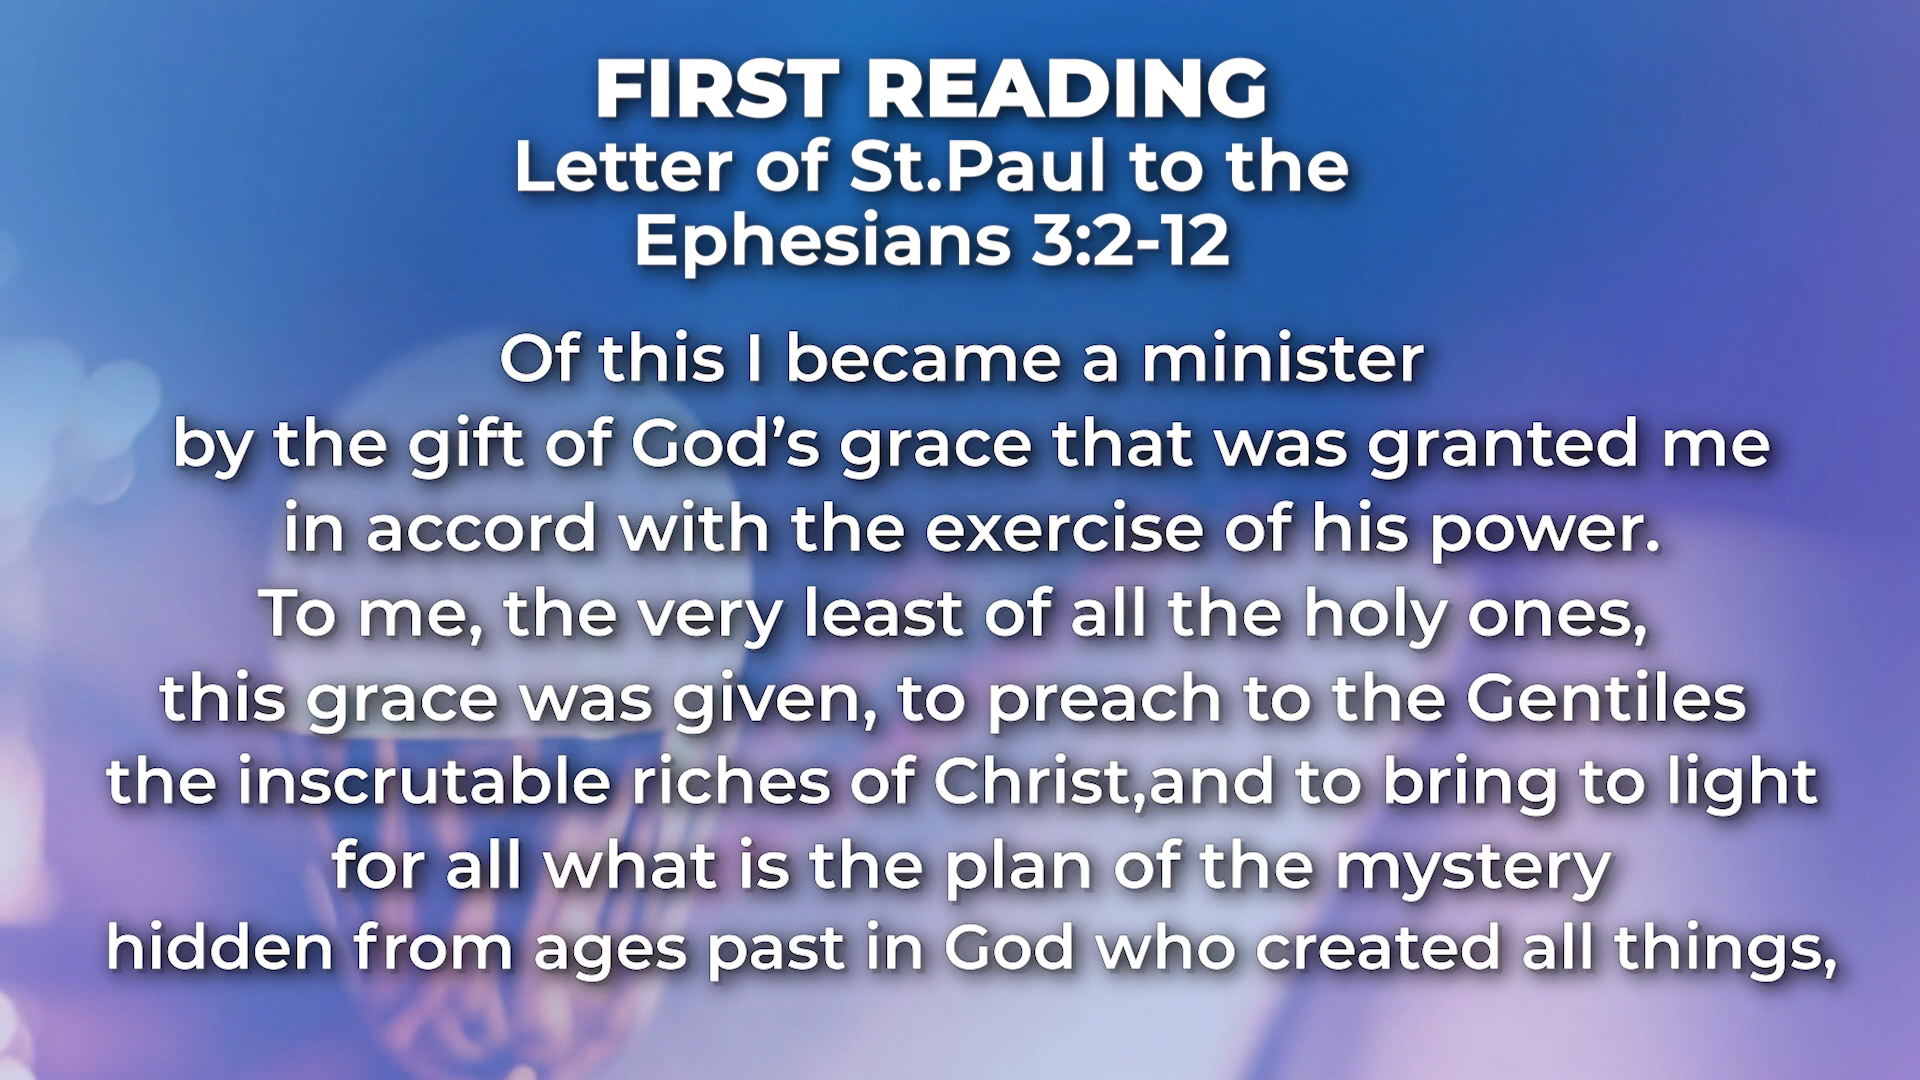 FIRST READING
Letter of St.Paul to the
Ephesians 3:2-12
Of this I became a minister
by the gift of God’s grace that was granted me
in accord with the exercise of his power.
To me, the very least of all the holy ones,
this grace was given, to preach to the Gentiles
the inscrutable riches of Christ,and to bring to light
for all what is the plan of the mystery
hidden from ages past in God who created all things,